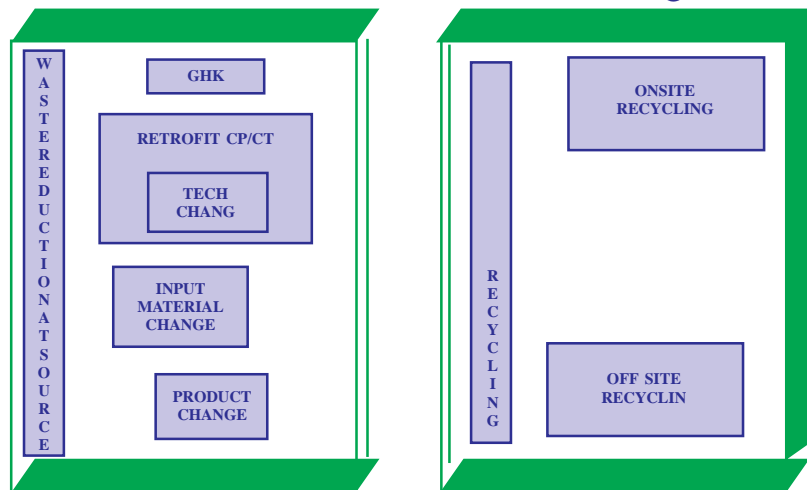 WASTEREDUCTIONATSOURCE
GHK
RETROFIT CP/CT
TECH
CHANG
INPUT
MATERIAL
CHANGE
PRODUCT
CHANGE
RECYCLING
ONSITE
RECYCLING
OFF SITE
RECYCLIN